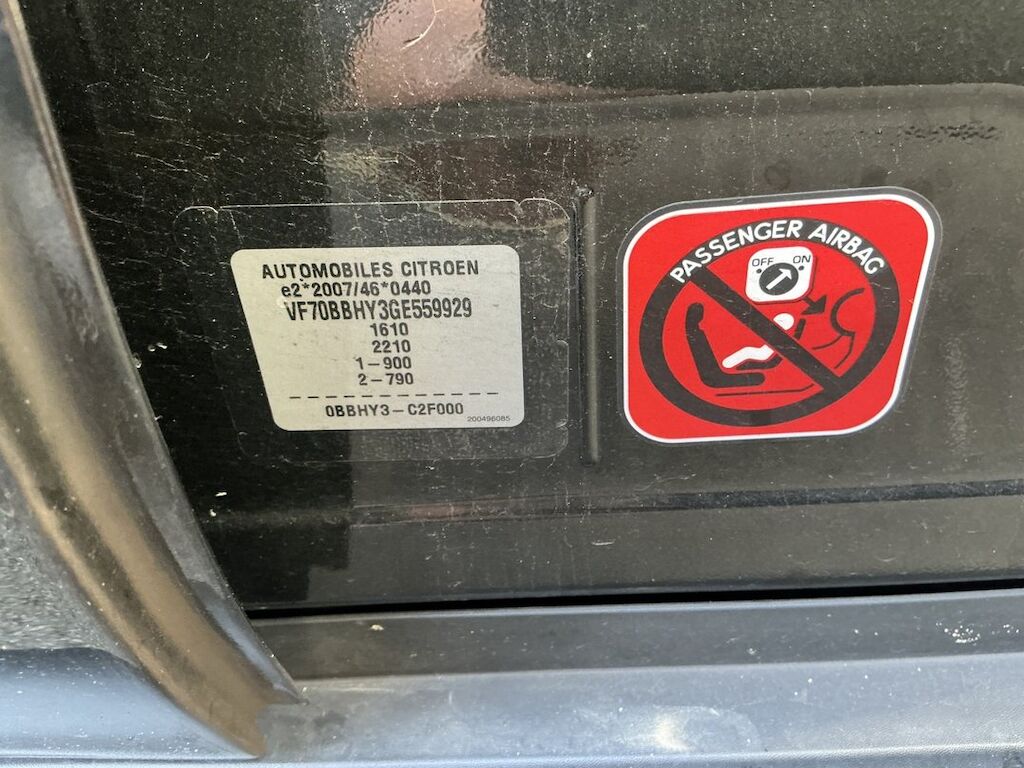 AUTOMOBILES CITROEN
e2*2007/46*0440
VF70BBHY3GE559929
1610
2210
1-900
2-790
0BBHY3-C2F000
200496085
PASSENGER AIRBAG
OFF ON